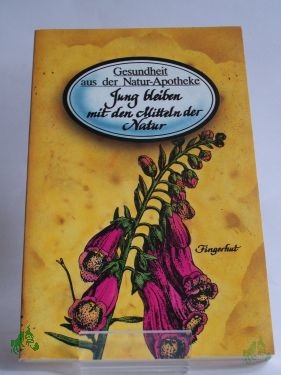 Gesundheit
aus der Natur-Apotheke
Jung bleiben
mit den Mitteln der
Natur
Fingerhut